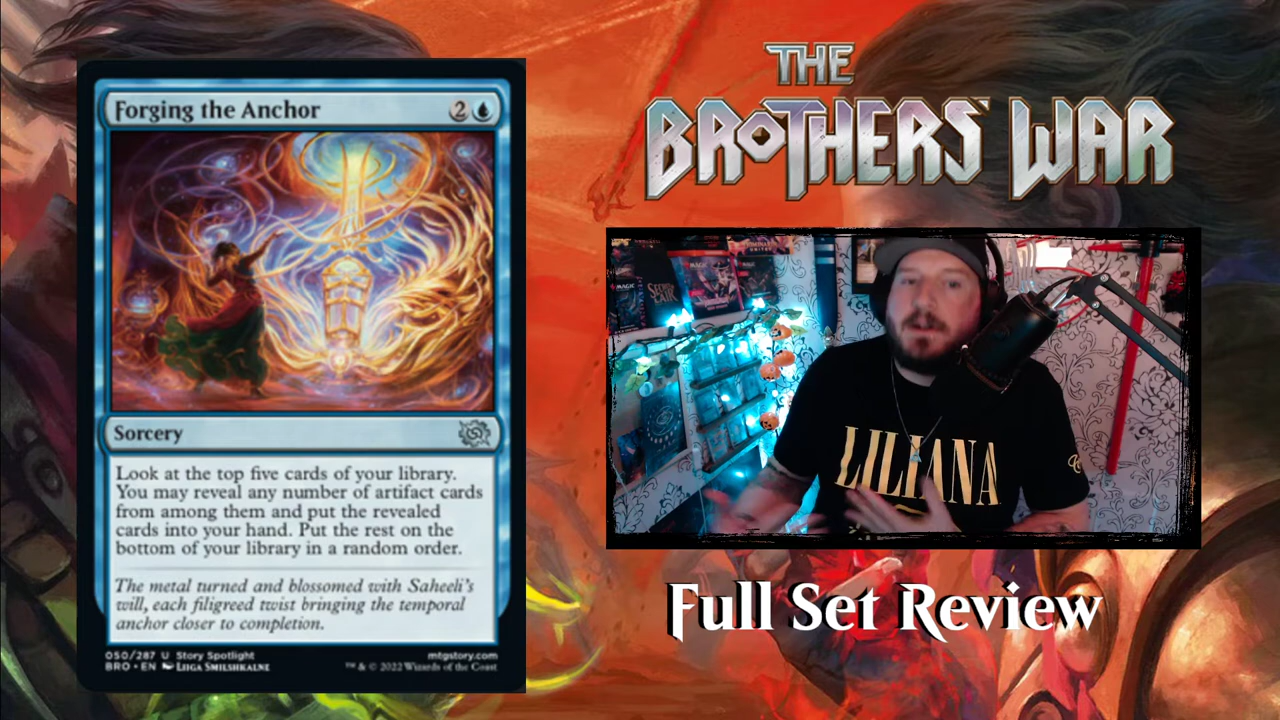 Forging the Anchor 2
Sorcery
Look at the top five cards of your library.
You may reveal any number of artifact cards
from among them and put the revealed
cards into your hand. Put the rest on the
bottom of your library in a random order.
The metal turned and blossomed with Saheeli's
will, each filigreed twist bringing the temporal
anchor closer to completion.
050/287 U Story Spotlight
mtgstory.com
BRO • EN LIIGA SMILSHKALNE
™ & © 2022 Wizards of the Coast
THE
BROTHERS' WAR
MAGIC
SECRET
LAIR
LILIANA
Full Set Review